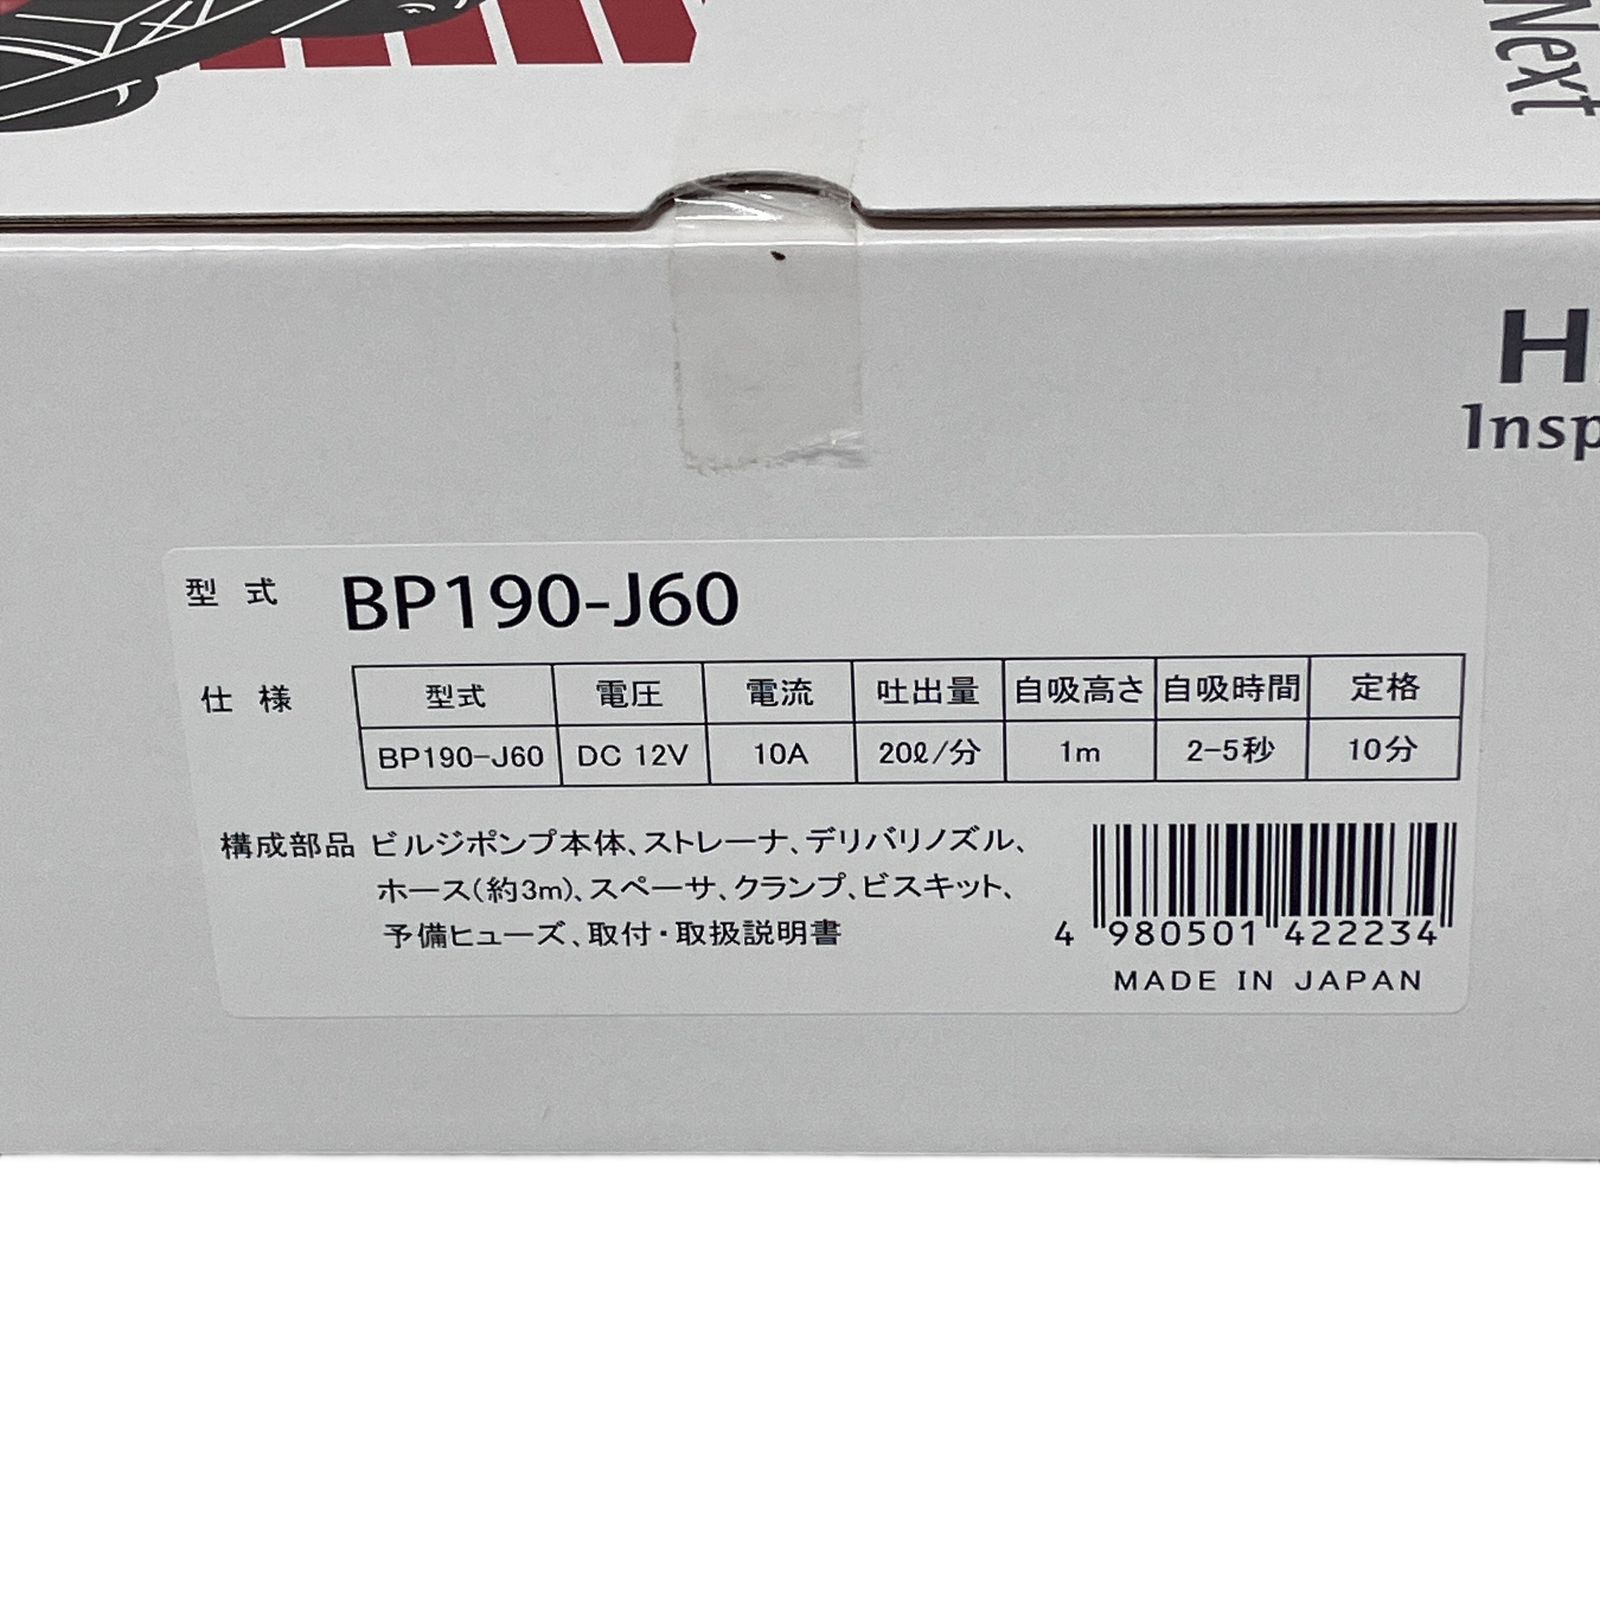 Next
H
Insp
型 式 BP190-J60
仕 様
型式 電圧 電流 吐出量 自吸高さ 自吸時間 定格
BP190-J60 DC 12V 10A 20ℓ/分 1m 2-5秒 10分
構成部品 ビルジポンプ本体、ストレーナ、デリバリノズル、
ホース(約3m)、スペーサ、クランプ、ビスキット、
予備ヒューズ、取付・取扱説明書
4 980501 422234
MADE IN JAPAN